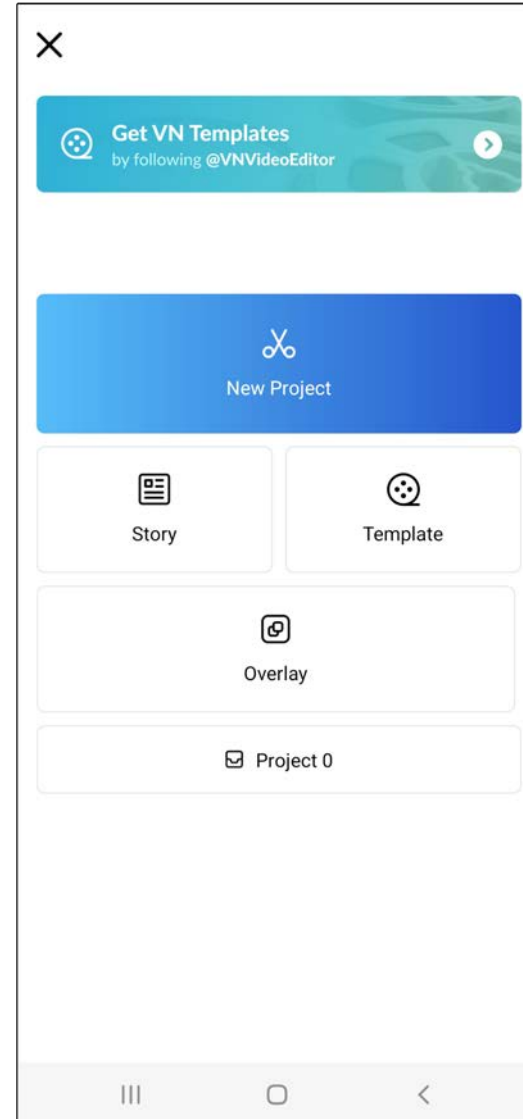 Get VN Templates
by following @VNVideoEditor
New Project
Story
Template
Overlay
Project 0